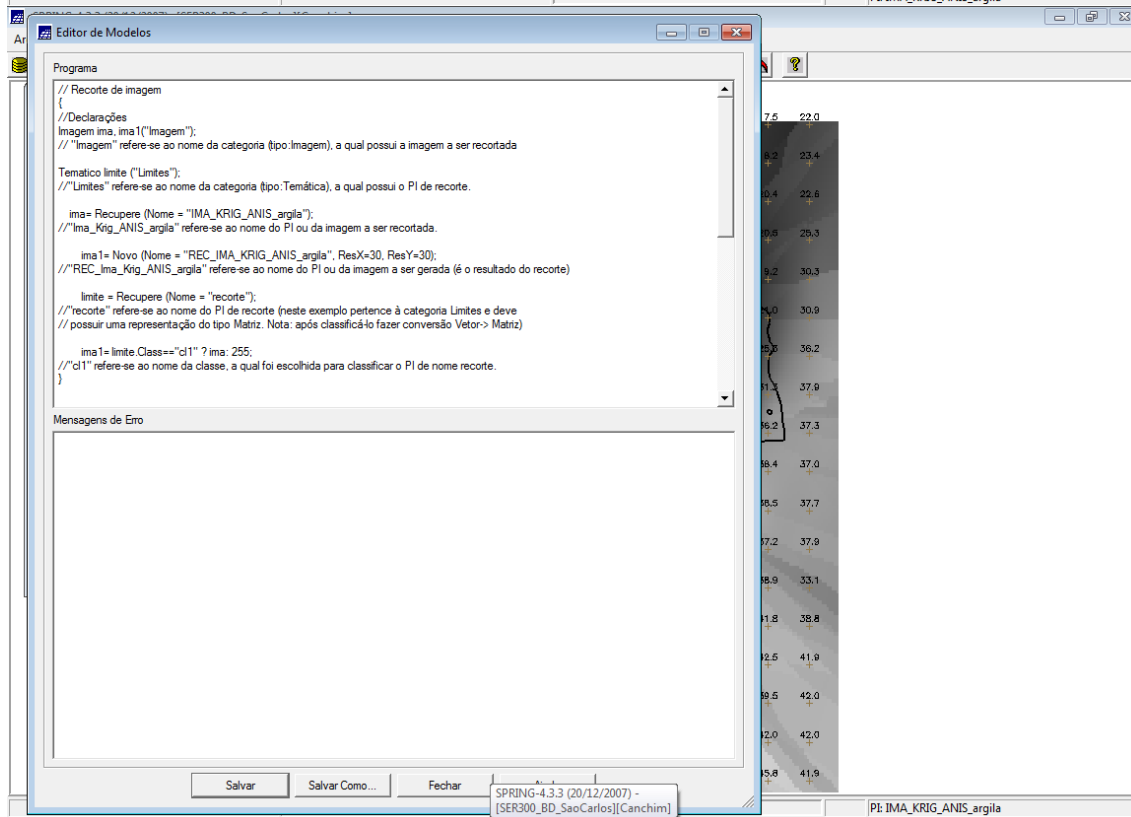 Editor de Modelos
Programa
// Recorte de imagem
{
//Declarações
Imagem ima, ima1("Imagem");
// "Imagem" refere-se ao nome da categoria (tipo:Imagem), a qual possui a imagem a ser recortada
Tematico limite ("Limites");
//"Limites" refere-se ao nome da categoria (tipo:Temática), a qual possui o PI de recorte.
ima= Recupere (Nome = "IMA_KRIG_ANIS_argila");
//"Ima_Krig_ANIS_argila" refere-se ao nome do PI ou da imagem a ser recortada.
ima1= Novo (Nome = "REC_IMA_KRIG_ANIS_argila", ResX=30, ResY=30);
//"REC_Ima_Krig_ANIS_argila" refere-se ao nome do PI ou da imagem a ser gerada (é o resultado do recorte)
limite = Recupere (Nome = "recorte");
//"recorte" refere-se ao nome do PI de recorte (neste exemplo pertence à categoria Limites e deve
// possuir uma representação do tipo Matriz. Nota: após classificá-lo fazer conversão Vetor-> Matriz)
ima1= limite.Class=="cl1" ? ima: 255;
//"cl1" refere-se ao nome da classe, a qual foi escolhida para classificar o PI de nome recorte.
}
Mensagens de Erro
Salvar
Salvar Como...
Fechar
SPRING-4.3.3 (20/12/2007) -
[SER300_BD_SaoCarlos][Canchim]
7.5 22.0
23.4
22.6
25.3
30.3
30.9
36.2
37.9
37.3
37.0
37.7
37.9
33.1
38.8
41.9
42.0
42.0
41.9
PI: IMA_KRIG_ANIS_argila